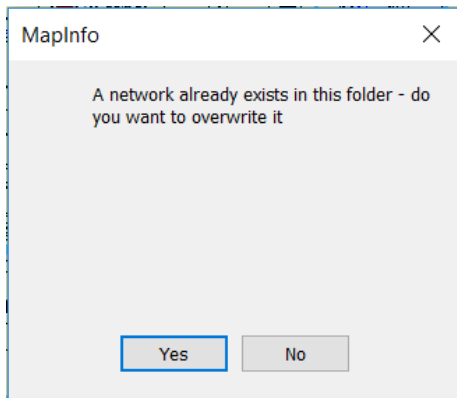 MapInfo
A network already exists in this folder - do
you want to overwrite it
Yes
No